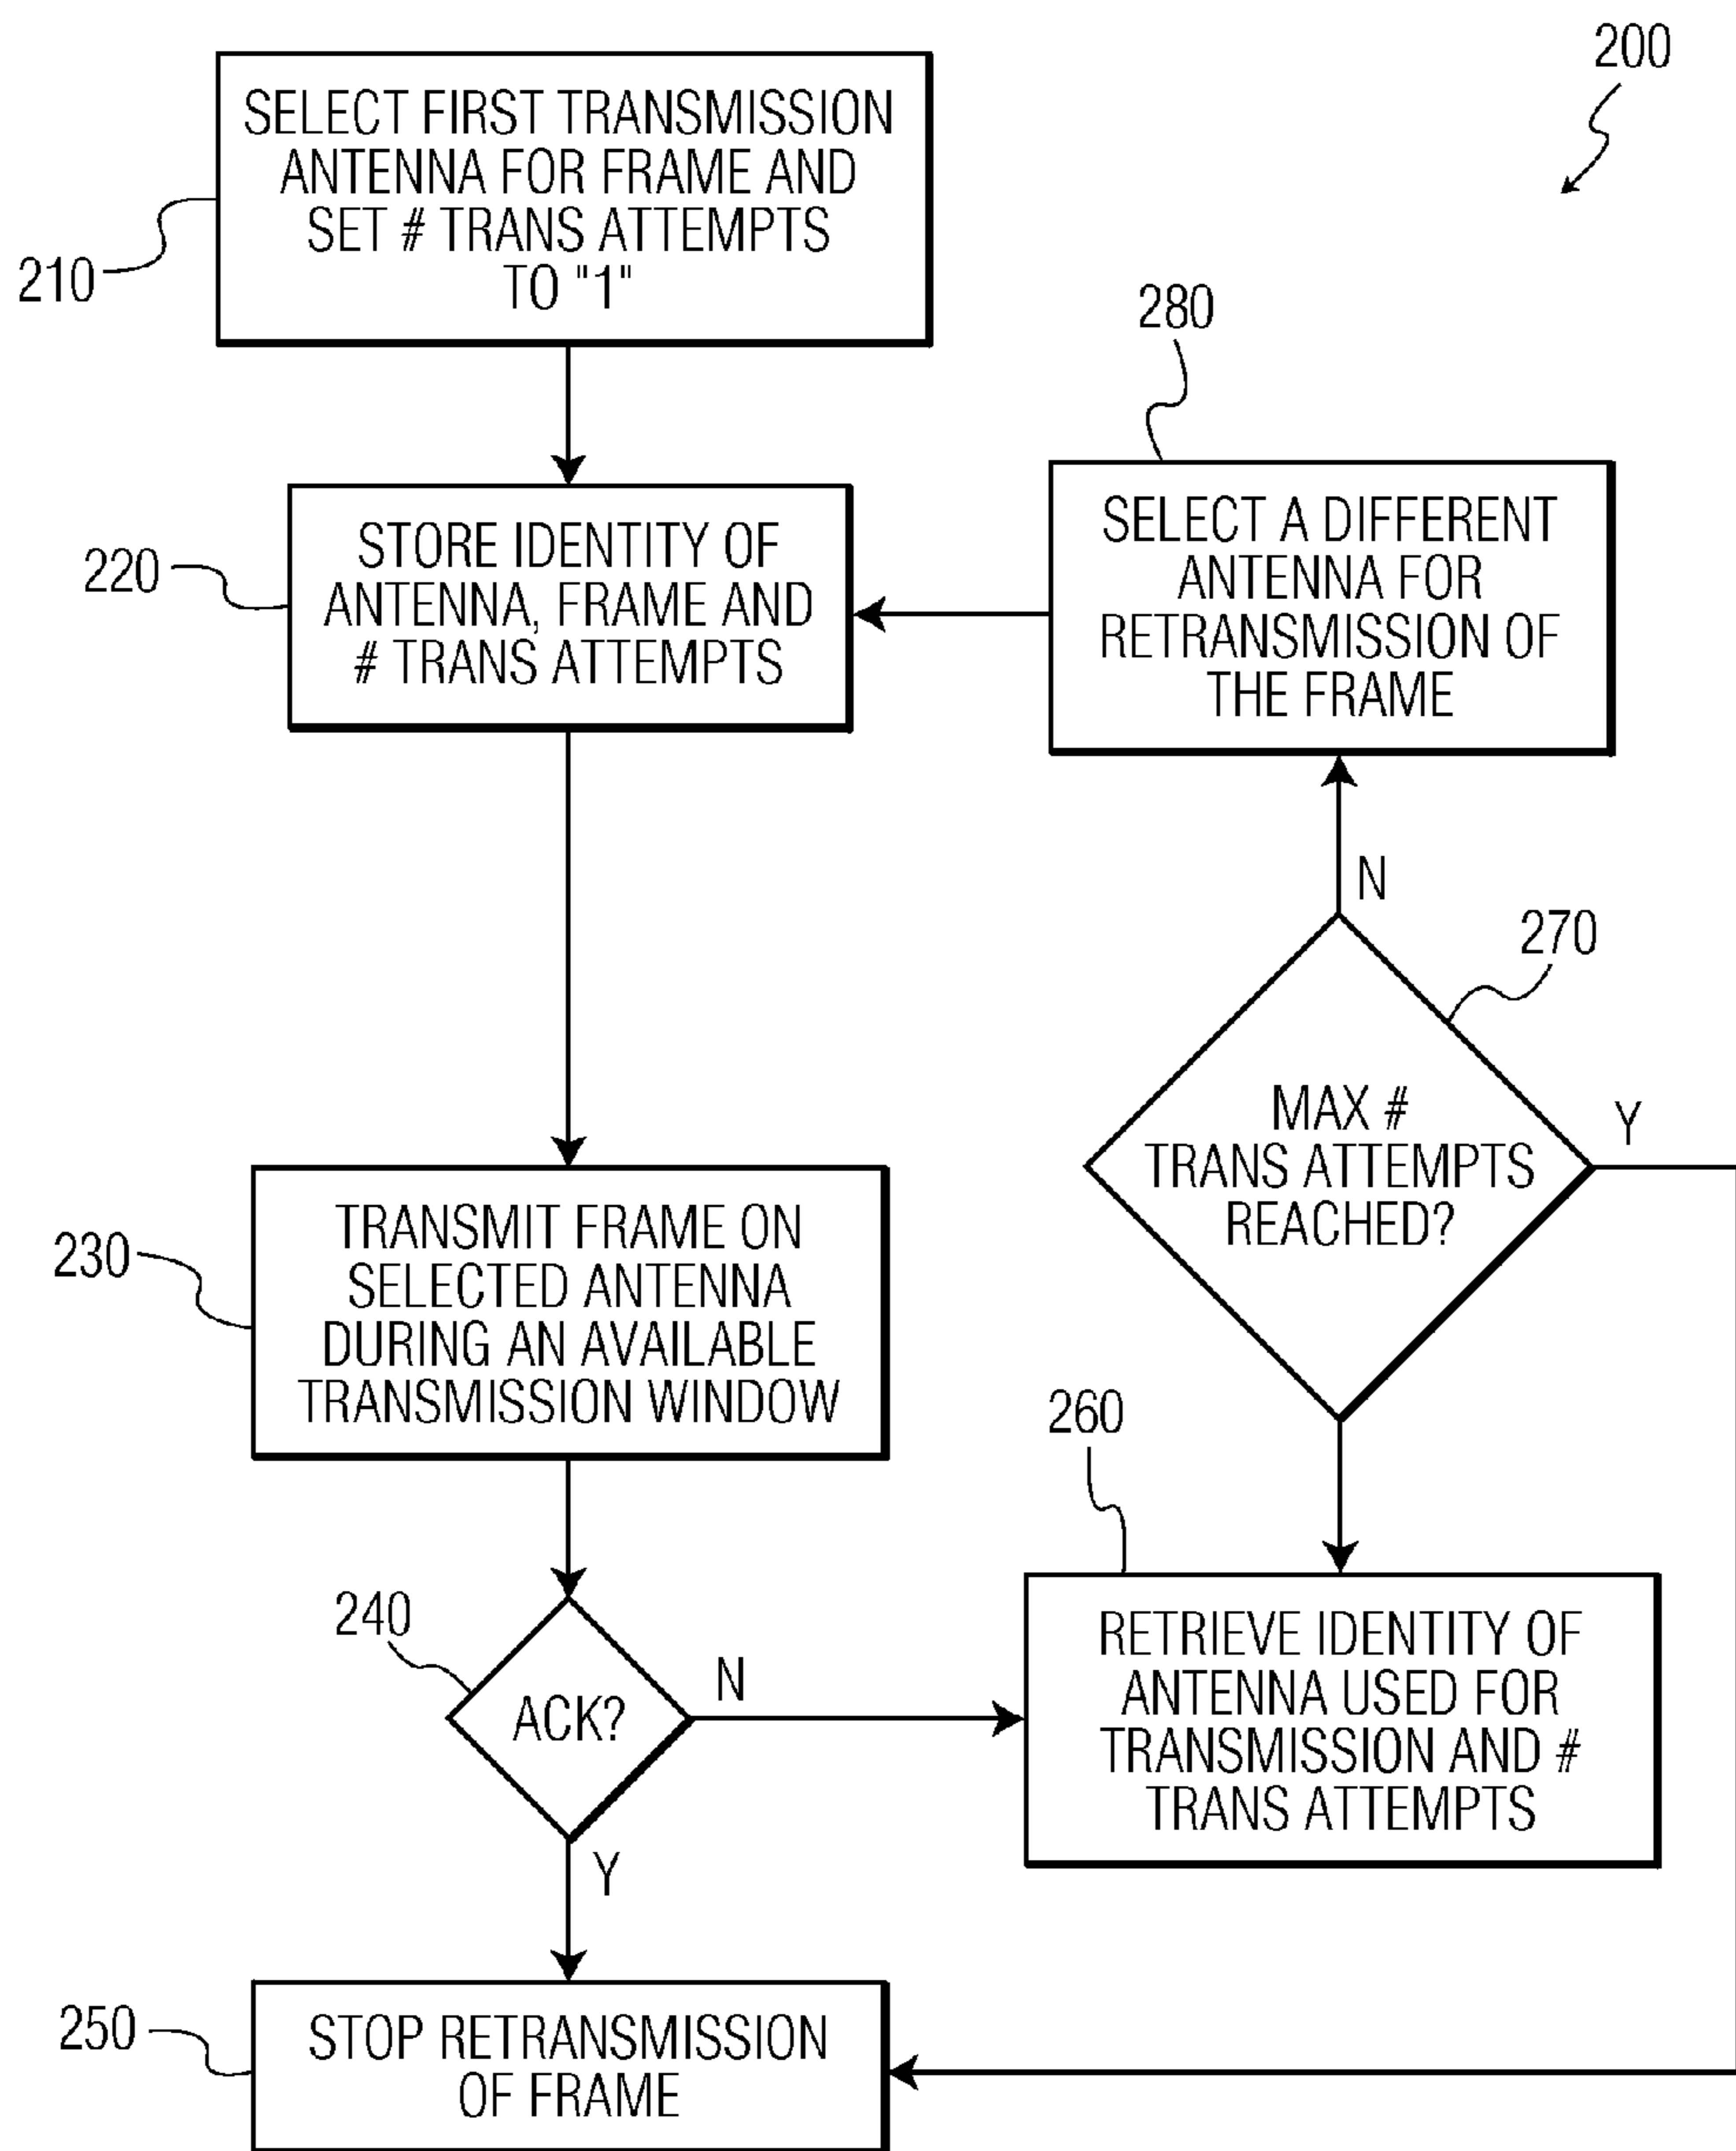 200
SELECT FIRST TRANSMISSION
ANTENNA FOR FRAME AND
SET # TRANS ATTEMPTS
TO "1"
210
280
STORE IDENTITY OF
ANTENNA, FRAME AND
# TRANS ATTEMPTS
220
SELECT A DIFFERENT
ANTENNA FOR
RETRANSMISSION OF
THE FRAME
N
270
MAX #
TRANS ATTEMPTS
REACHED?
Y
TRANSMIT FRAME ON
SELECTED ANTENNA
DURING AN AVAILABLE
TRANSMISSION WINDOW
230
260
240
ACK?
N
RETRIEVE IDENTITY OF
ANTENNA USED FOR
TRANSMISSION AND #
TRANS ATTEMPTS
Y
250
STOP RETRANSMISSION
OF FRAME